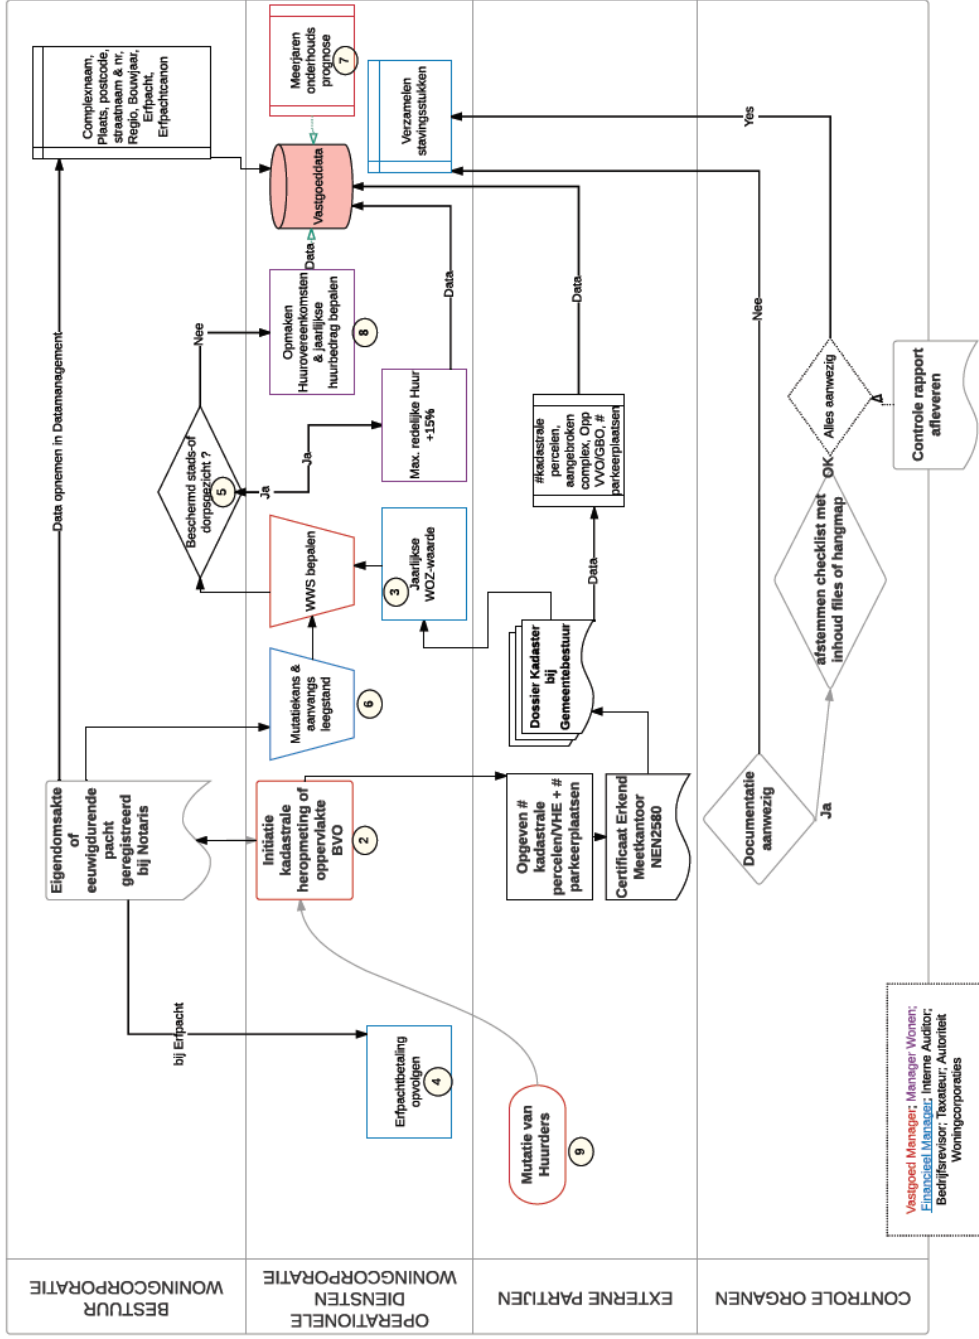 BESTUUR
WONINGCORPORATIE
Eigendomsakte
of
eeuwigdurende
pacht
geregistreerd
bij Notaris
bij Erfpacht
Data opnemen in Datamanagement
Complexnaam,
Plaats, postcode,
straatnaam & nr,
Regio, Bouwjaar,
Erfpacht,
Erfpachtcanon
Beschermd stads-of
dorpsgezicht ?
5
Nee
Ja
Ja
OPERATIONELE
DIENSTEN
WONINGCORPORATIE
Erfpachtbetaling
opvolgen
4
Initiatie
kadastrale
heropmeting of
oppervlakte
BVO
2
Mutatiekans &
aanvangs
leegstand
6
WWS bepalen
3
Jaarlijkse
WOZ-waarde
Opmaken
Huurovereenkomsten
& jaarlijkse
huurbedrag bepalen
8
Max. redelijke Huur
+15%
Data
Data
Vastgoeddata
Meerjaren
onderhouds
prognose
7
Verzamelen
stavingsstukken
EXTERNE PARTIJEN
Mutatie van
Huurders
9
Opgeven #
kadastrale
percelen/VHE + #
parkeerplaatsen
Certificaat Erkend
Meetkantoor
NEN2580
Dossier Kadaster
bij
Gemeentebestuur
Data
#kadastrale
percelen,
aangebroken
complex, Opp
VVO/GBO, #
parkeerplaatsen
Data
CONTROLE ORGANEN
Documentatie
aanwezig
Ja
Nee
afstemmen checklist met
inhoud files of hangmap
OK
Alles aanwezig
Yes
Controle rapport
afleveren
Vastgoed Manager; Manager Wonen;
Financieel Manager; Interne Auditor;
Bedrijfsrevisor; Taxateur; Autoriteit
Woningcorporaties